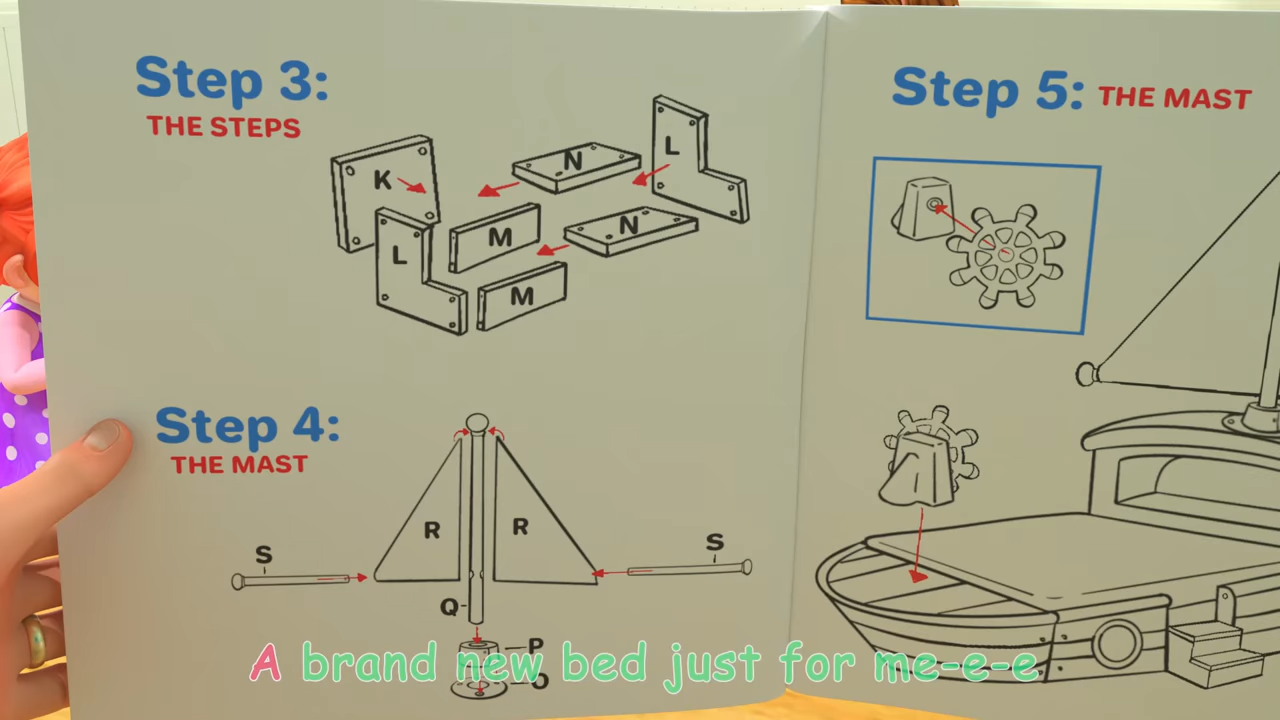 Step 3:
THE STEPS
K
N
L
L
M
N
M
Step 4:
THE MAST
R
R
S
S
Q
P
O
Step 5: THE MAST
A brand new bed just for me-e-e